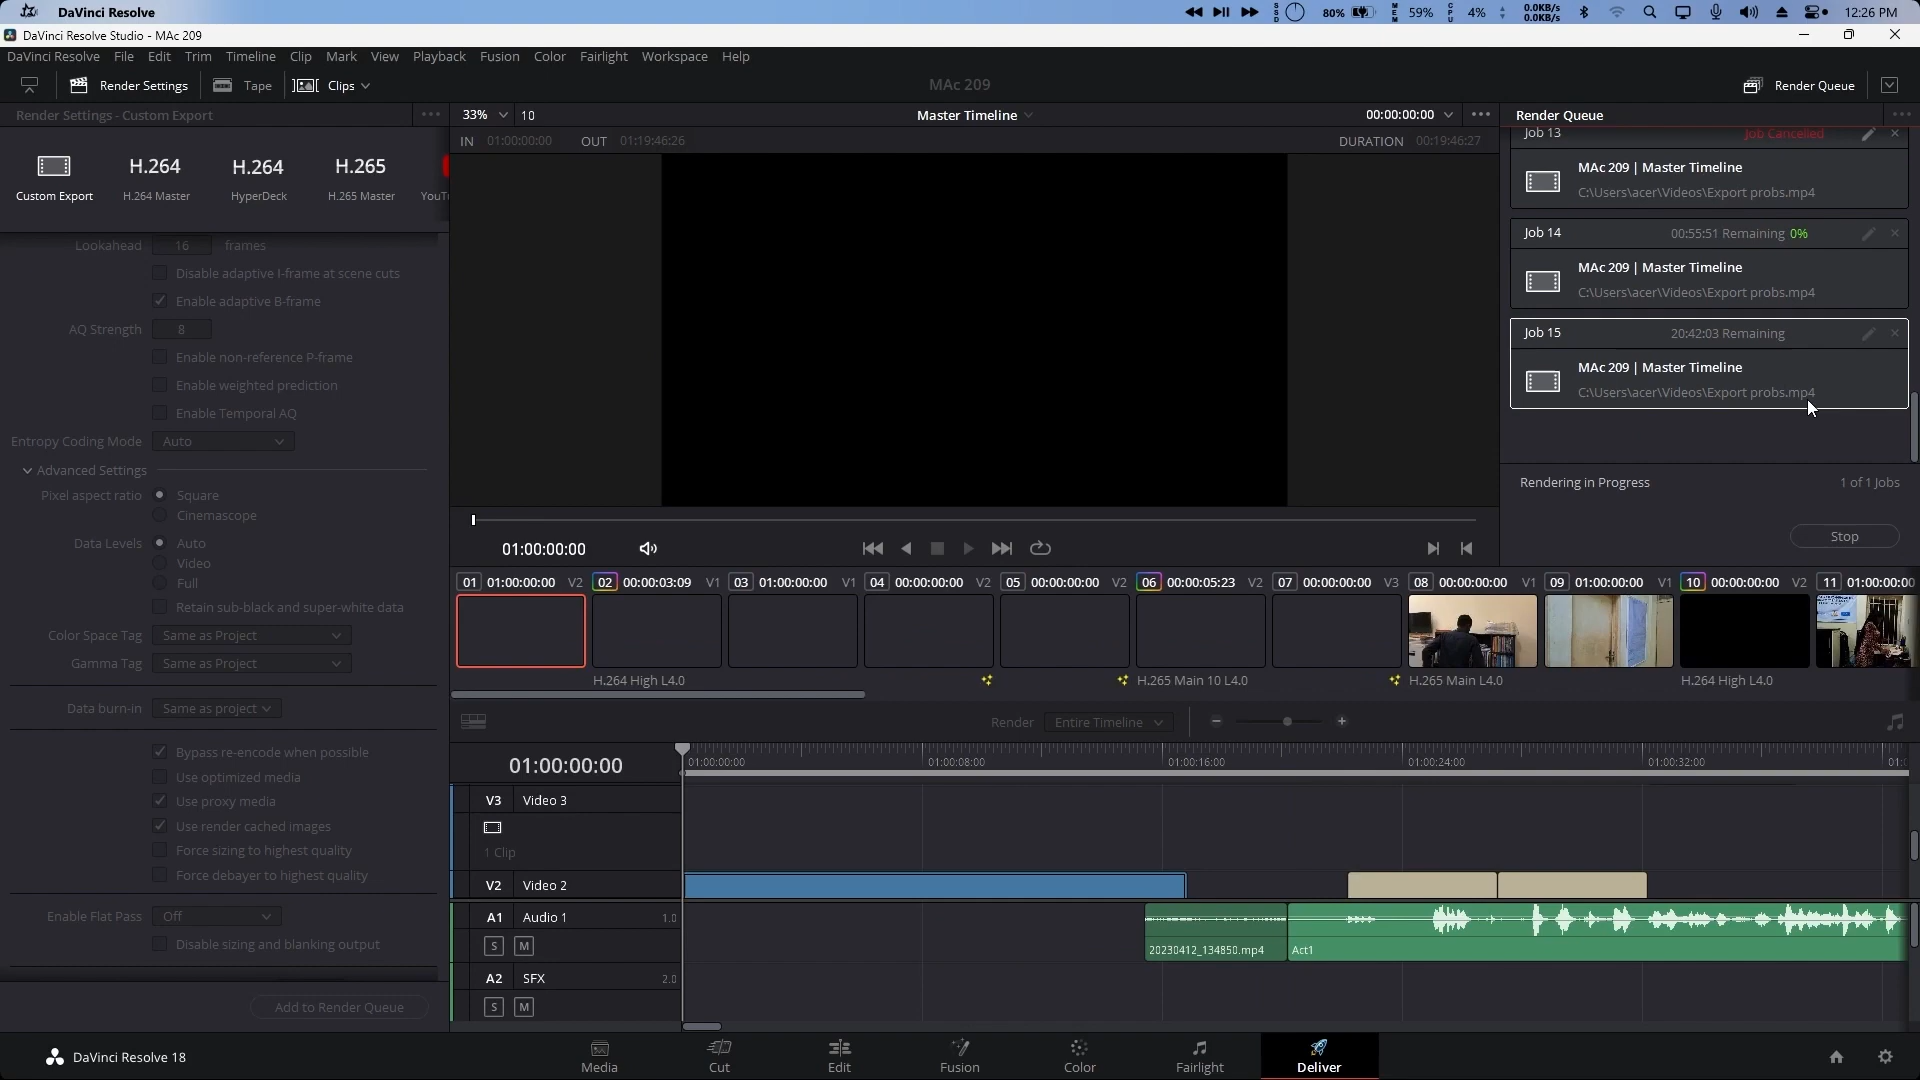 DaVinci Resolve
SSD 80% MEM 59% CPU 4% 0.0KB/s 0.0KB/s 12:26 PM
DaVinci Resolve Studio - MAc 209
DaVinci Resolve File Edit Trim Timeline Clip Mark View Playback Fusion Color Fairlight Workspace Help
Render Settings Tape Clips MAc 209 Render Queue
Render Settings - Custom Export
33% 10 Master Timeline 00:00:00:00
Render Queue
IN 01:00:00:00 OUT 01:19:46:26 DURATION 00:19:46:27
H.264 H.264 H.265
Custom Export H.264 Master HyperDeck H.265 Master YouT
Job 13 Job Cancelled
MAc 209 | Master Timeline
C:\Users\acer\Videos\Export probs.mp4
Job 14 00:55:51 Remaining 0%
MAc 209 | Master Timeline
C:\Users\acer\Videos\Export probs.mp4
Job 15 20:42:03 Remaining
MAc 209 | Master Timeline
C:\Users\acer\Videos\Export probs.mp4
Rendering in Progress 1 of 1 Jobs
Stop
Lookahead 16 frames
Disable adaptive I-frame at scene cuts
Enable adaptive B-frame
AQ Strength 8
Enable non-reference P-frame
Enable weighted prediction
Enable Temporal AQ
Entropy Coding Mode Auto
Advanced Settings
Pixel aspect ratio Square
Cinemascope
Data Levels Auto
Video
Full
Retain sub-black and super-white data
Color Space Tag Same as Project
Gamma Tag Same as Project
Data burn-in Same as project
Bypass re-encode when possible
Use optimized media
Use proxy media
Use render cached images
Force sizing to highest quality
Force debayer to highest quality
Enable Flat Pass Off
Disable sizing and blanking output
Add to Render Queue
01:00:00:00
01 01:00:00:00 V2 02 00:00:03:09 V1 03 01:00:00:00 V1 04 00:00:00:00 V2 05 00:00:00:00 V2 06 00:00:05:23 V2 07 00:00:00:00 V3 08 00:00:00:00 V1 09 01:00:00:00 V1 10 00:00:00:00 V2 11 01:00:00:00
H.264 High L4.0 H.265 Main 10 L4.0 H.265 Main L4.0 H.264 High L4.0
Render Entire Timeline
01:00:00:00 01:00:00:00 01:00:08:00 01:00:16:00 01:00:24:00 01:00:32:00 01:
V3 Video 3
1 Clip
V2 Video 2
A1 Audio 1 1.0
S M
20230412_134850.mp4 Act1
A2 SFX 2.0
S M
DaVinci Resolve 18 Media Cut Edit Fusion Color Fairlight Deliver